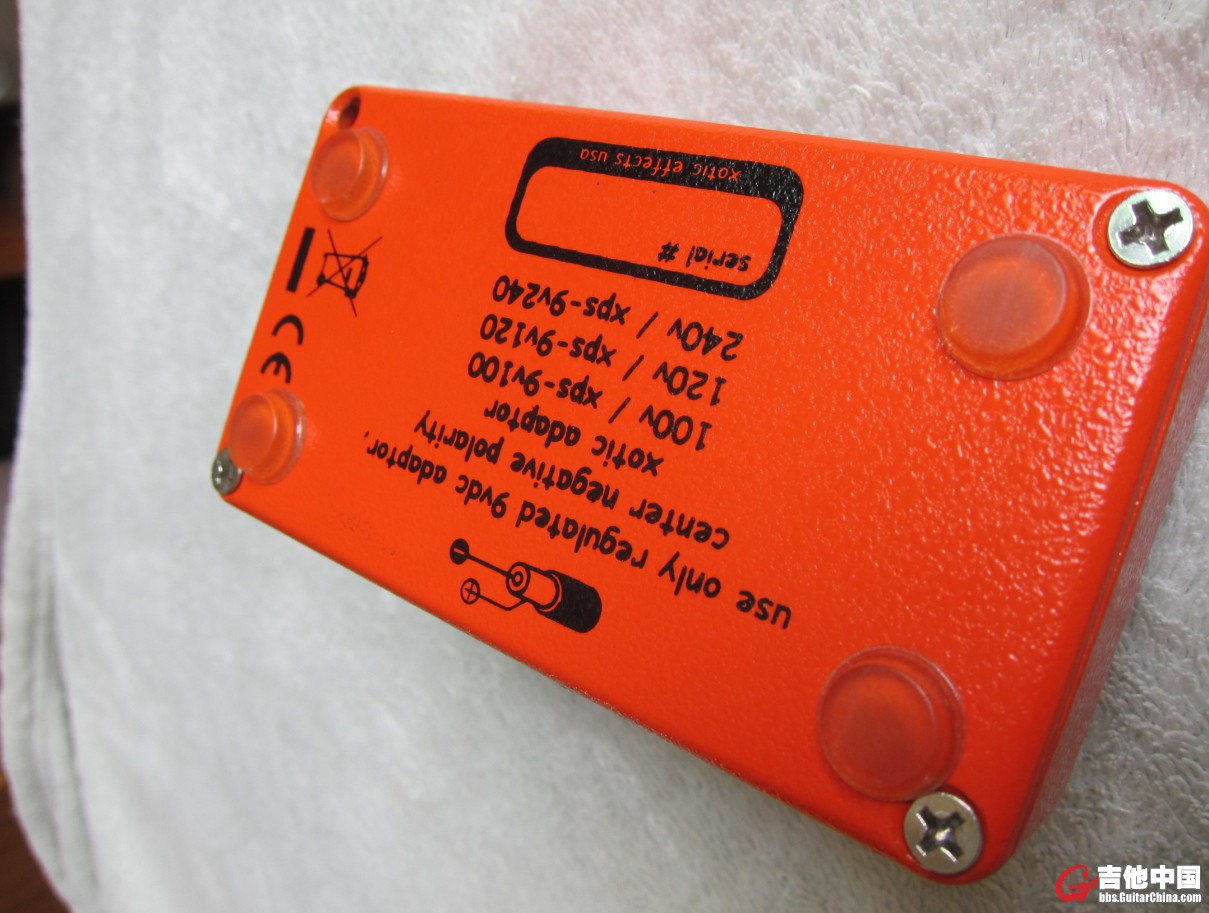 use only regulated 9vdc adaptor.
center negative polarity
xotic adaptor
100v / xps-9v100
120v / xps-9v120
240v / xps-9v240
serial #
xotic effects usa
CE
吉他中国
bbs.GuitarChina.com